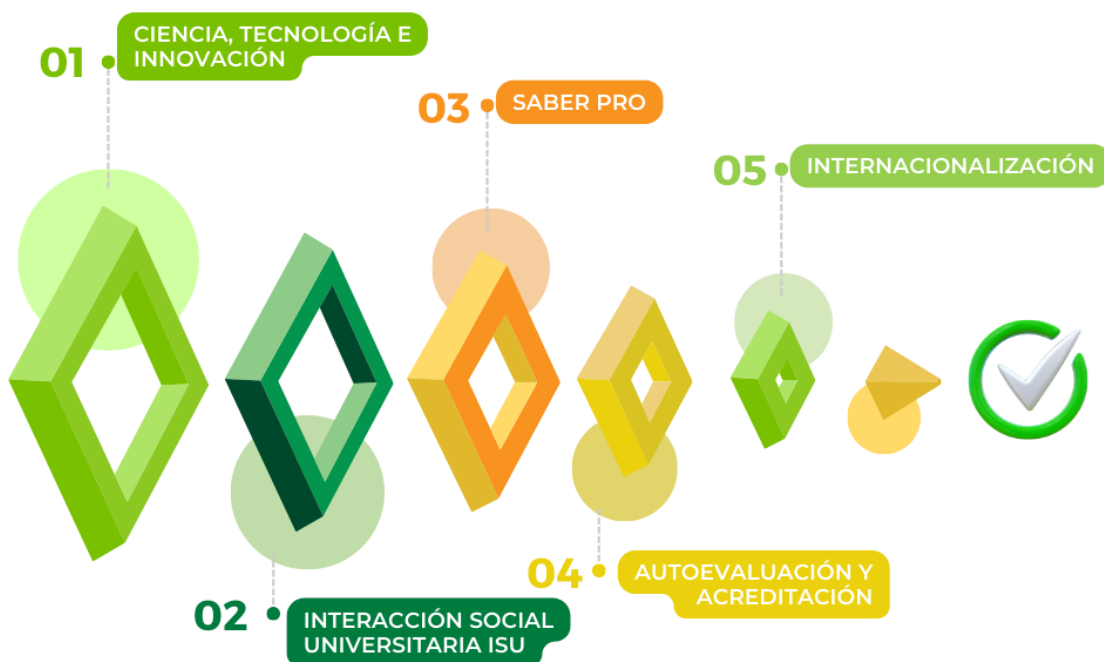 01
CIENCIA, TECNOLOGÍA E
INNOVACIÓN
02
INTERACCIÓN SOCIAL
UNIVERSITARIA ISU
03
SABER PRO
04
AUTOEVALUACIÓN Y
ACREDITACIÓN
05
INTERNACIONALIZACIÓN